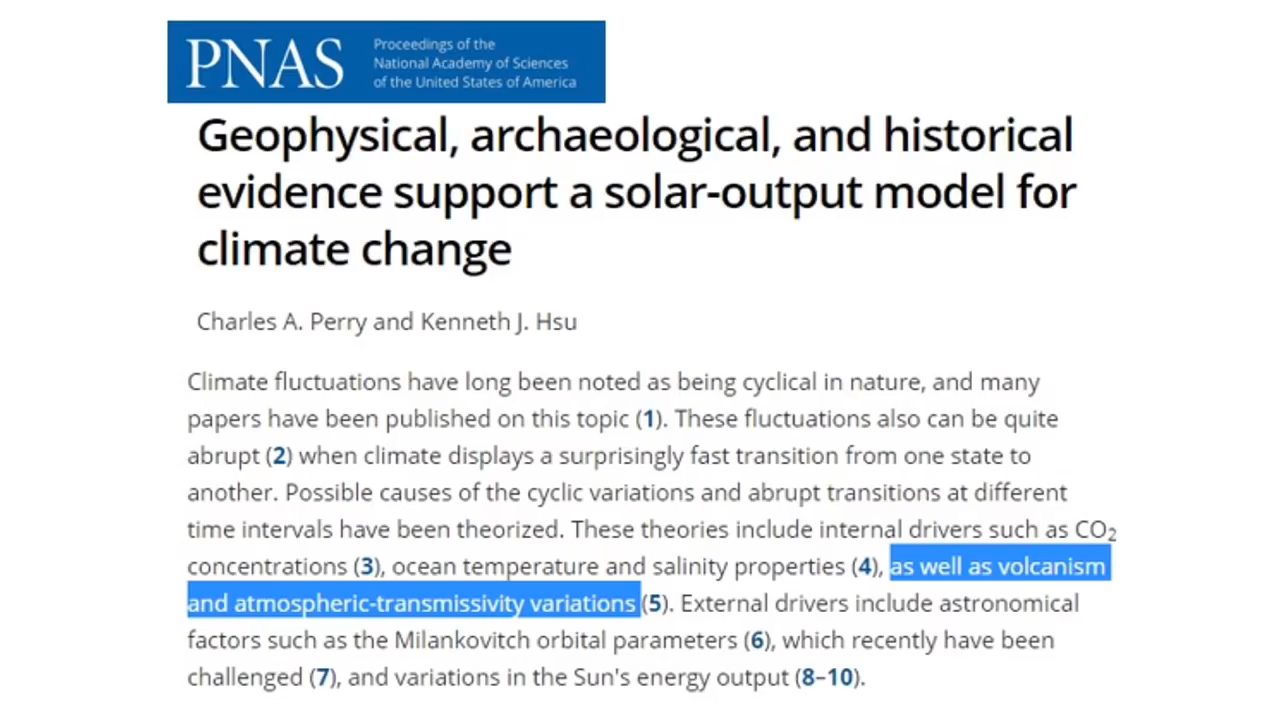 PNAS
Proceedings of the
National Academy of Sciences
of the United States of America
Geophysical, archaeological, and historical
evidence support a solar-output model for
climate change
Charles A. Perry and Kenneth J. Hsu
Climate fluctuations have long been noted as being cyclical in nature, and many
papers have been published on this topic (1). These fluctuations also can be quite
abrupt (2) when climate displays a surprisingly fast transition from one state to
another. Possible causes of the cyclic variations and abrupt transitions at different
time intervals have been theorized. These theories include internal drivers such as CO₂
concentrations (3), ocean temperature and salinity properties (4), as well as volcanism
and atmospheric-transmissivity variations (5). External drivers include astronomical
factors such as the Milankovitch orbital parameters (6), which recently have been
challenged (7), and variations in the Sun's energy output (8–10).